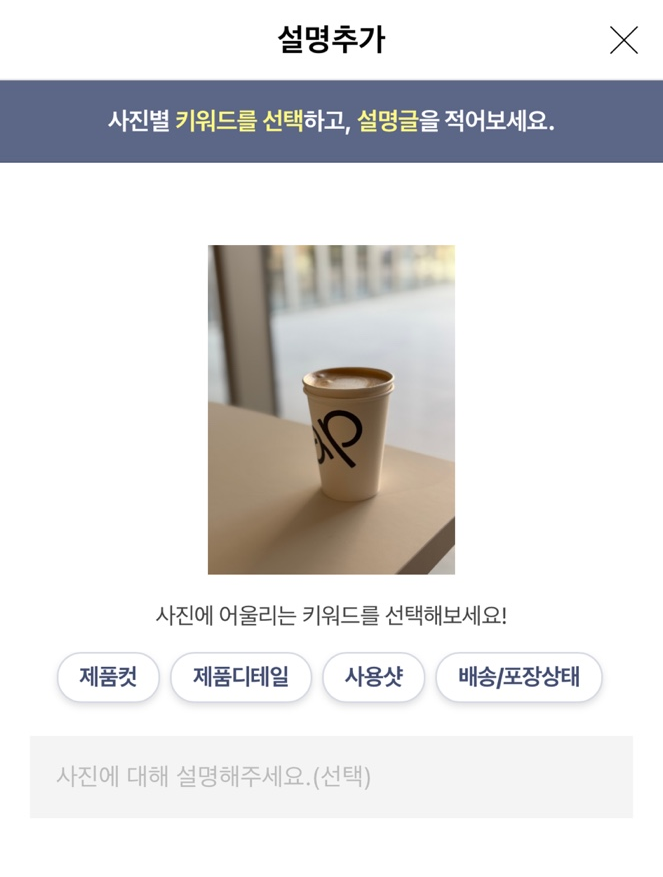 설명추가
사진별 키워드를 선택하고, 설명글을 적어보세요.
사진에 어울리는 키워드를 선택해보세요!
제품컷 제품디테일 사용샷 배송/포장상태
사진에 대해 설명해주세요.(선택)